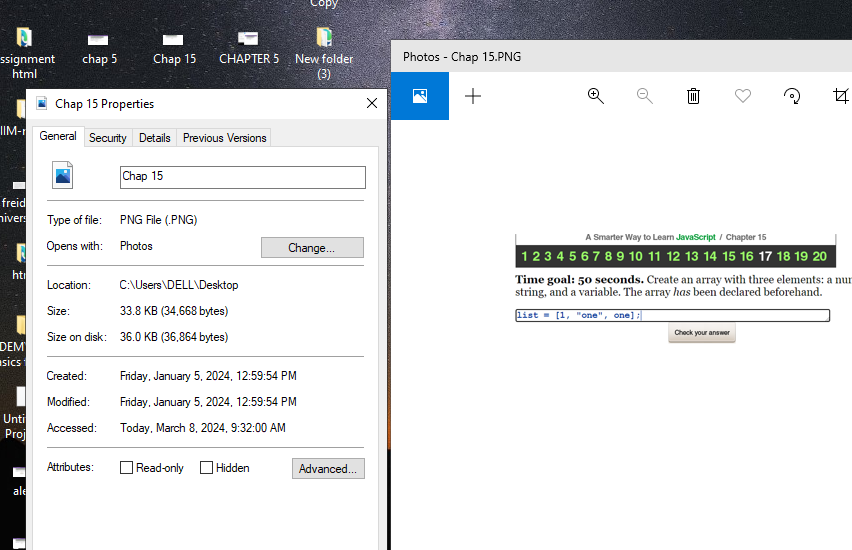 Copy
ssignment
html
chap 5
Chap 15
CHAPTER 5
New folder
(3)
Photos - Chap 15.PNG
Chap 15 Properties
General
Security
Details
Previous Versions
Chap 15
Type of file: PNG File (.PNG)
Opens with: Photos
Change...
Location: C:\Users\DELL\Desktop
Size: 33.8 KB (34,668 bytes)
Size on disk: 36.0 KB (36,864 bytes)
Created: Friday, January 5, 2024, 12:59:54 PM
Modified: Friday, January 5, 2024, 12:59:54 PM
Accessed: Today, March 8, 2024, 9:32:00 AM
Attributes:
Read-only
Hidden
Advanced...
IIM-r
freid
nivers
htr
DEM
sics f
Unti
Proj
ale
A Smarter Way to Learn JavaScript / Chapter 15
1 2 3 4 5 6 7 8 9 10 11 12 13 14 15 16 17 18 19 20
Time goal: 50 seconds. Create an array with three elements: a nu
string, and a variable. The array has been declared beforehand.
list = [1, "one", one];
Check your answer